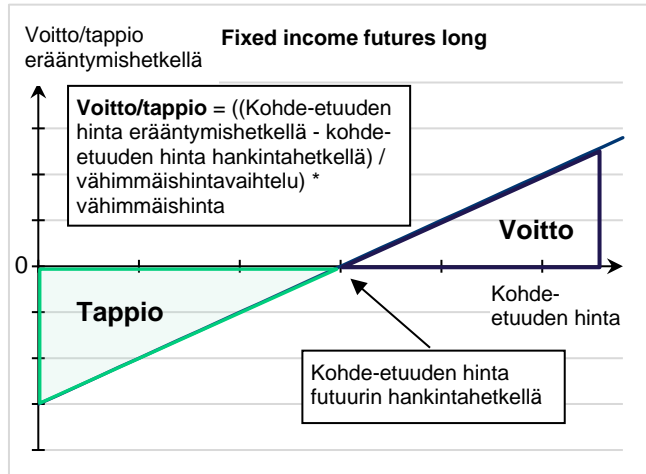 Voitto/tappio
erääntymishetkellä
Fixed income futures long
Voitto/tappio = ((Kohde-etuuden
hinta erääntymishetkellä - kohde-
etuuden hinta hankintahetkellä) /
vähimmäishintavaihtelu) *
vähimmäishinta
Voitto
0
Tappio
Kohde-
etuuden hinta
Kohde-etuuden hinta
futuurin hankintahetkellä